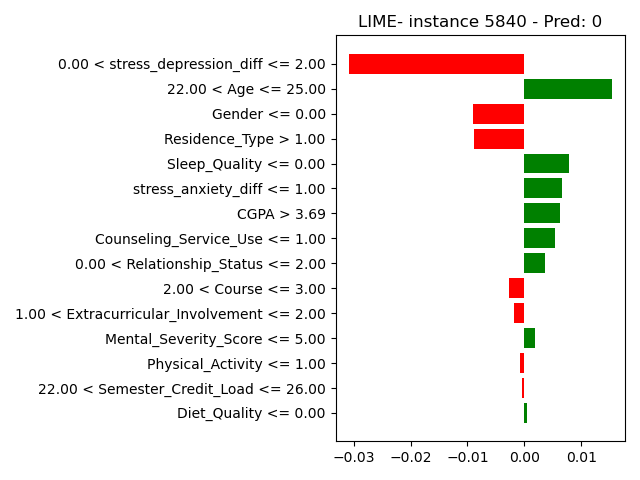 LIME- instance 5840 - Pred: 0
0.00 < stress_depression_diff <= 2.00
22.00 < Age <= 25.00
Gender <= 0.00
Residence_Type > 1.00
Sleep_Quality <= 0.00
stress_anxiety_diff <= 1.00
CGPA > 3.69
Counseling_Service_Use <= 1.00
0.00 < Relationship_Status <= 2.00
2.00 < Course <= 3.00
1.00 < Extracurricular_Involvement <= 2.00
Mental_Severity_Score <= 5.00
Physical_Activity <= 1.00
22.00 < Semester_Credit_Load <= 26.00
Diet_Quality <= 0.00
−0.03 −0.02 −0.01 0.00 0.01